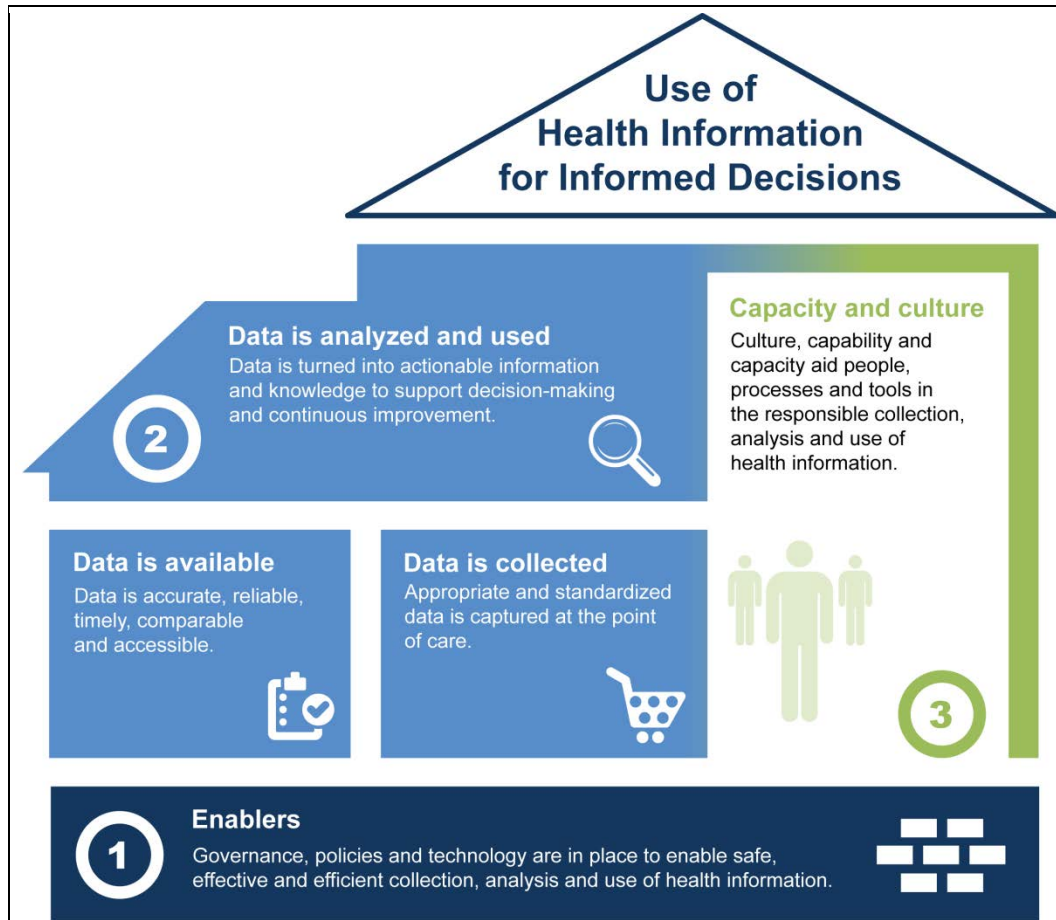 Use of
Health Information
for Informed Decisions
Data is analyzed and used
Data is turned into actionable information
and knowledge to support decision-making
and continuous improvement.
2
Capacity and culture
Culture, capability and
capacity aid people,
processes and tools in
the responsible collection,
analysis and use of
health information.
3
Data is available
Data is accurate, reliable,
timely, comparable
and accessible.
Data is collected
Appropriate and standardized
data is captured at the point
of care.
1
Enablers
Governance, policies and technology are in place to enable safe,
effective and efficient collection, analysis and use of health information.